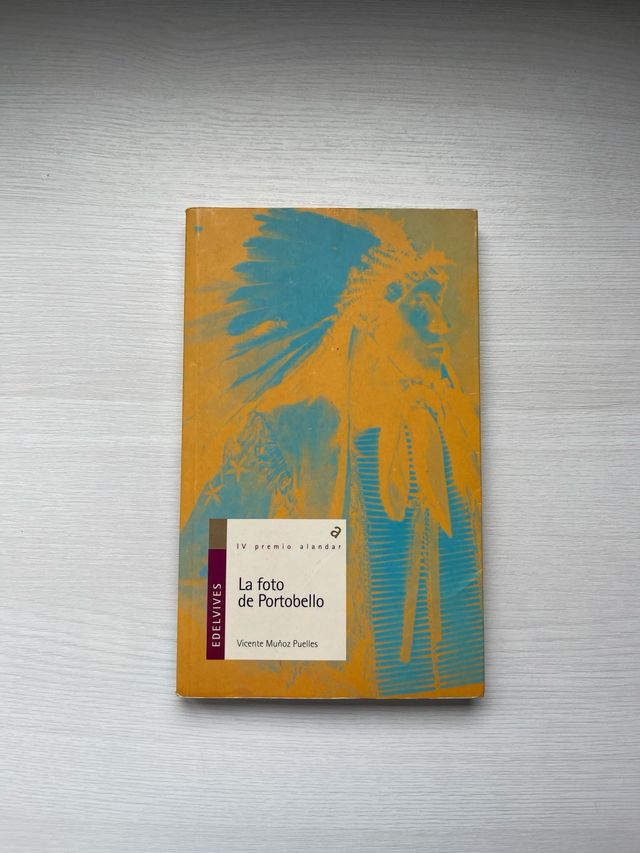 a
IV premio alandar
La foto
de Portobello
Vicente Muñoz Puelles
EDELVIVES